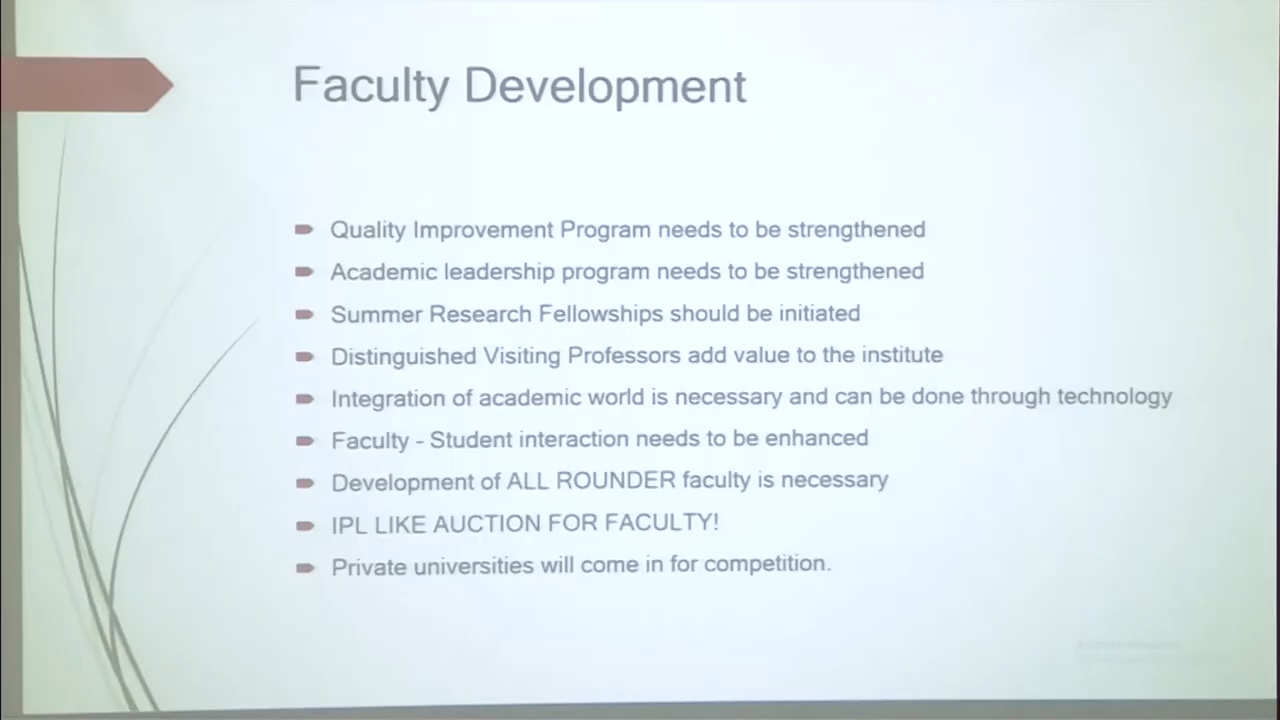 Faculty Development
Quality Improvement Program needs to be strengthened
Academic leadership program needs to be strengthened
Summer Research Fellowships should be initiated
Distinguished Visiting Professors add value to the institute
Integration of academic world is necessary and can be done through technology
Faculty - Student interaction needs to be enhanced
Development of ALL ROUNDER faculty is necessary
IPL LIKE AUCTION FOR FACULTY!
Private universities will come in for competition.